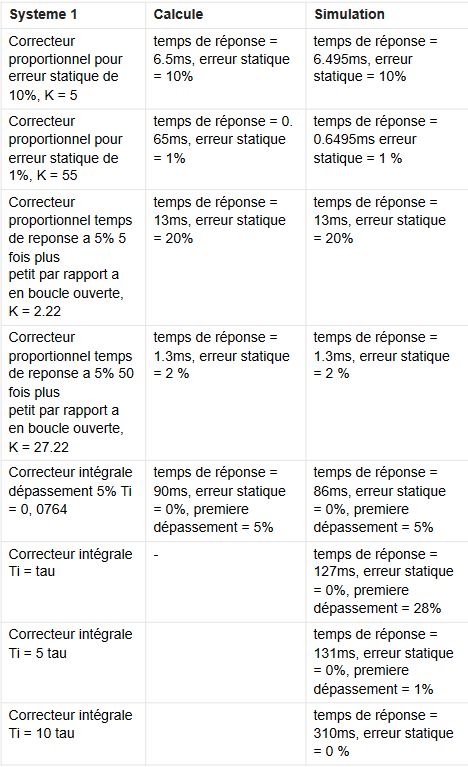 Systeme 1
Calcule
Simulation
Correcteur
proportionnel pour
erreur statique de
10%, K = 5
temps de réponse =
6.5ms, erreur statique
= 10%
temps de réponse =
6.495ms, erreur
statique = 10%
Correcteur
proportionnel pour
erreur statique de
1%, K = 55
temps de réponse = 0.
65ms, erreur statique
= 1%
temps de réponse =
0.6495ms erreur
statique = 1 %
Correcteur
proportionnel temps
de reponse a 5% 5
fois plus
petit par rapport a
en boucle ouverte,
K = 2.22
temps de réponse =
13ms, erreur statique
= 20%
temps de réponse =
13ms, erreur statique
= 20%
Correcteur
proportionnel temps
de reponse a 5% 50
fois plus
petit par rapport a
en boucle ouverte,
K = 27.22
temps de réponse =
1.3ms, erreur statique
= 2 %
temps de réponse =
1.3ms, erreur statique
= 2 %
Correcteur intégrale
dépassement 5% Ti
= 0, 0764
temps de réponse =
90ms, erreur statique
= 0%, premiere
dépassement = 5%
temps de réponse =
86ms, erreur statique
= 0%, premiere
dépassement = 5%
Correcteur intégrale
Ti = tau
-
temps de réponse =
127ms, erreur statique
= 0%, premiere
dépassement = 28%
Correcteur intégrale
Ti = 5 tau
temps de réponse =
131ms, erreur statique
= 0%, premiere
dépassement = 1%
Correcteur intégrale
Ti = 10 tau
temps de réponse =
310ms, erreur statique
= 0 %